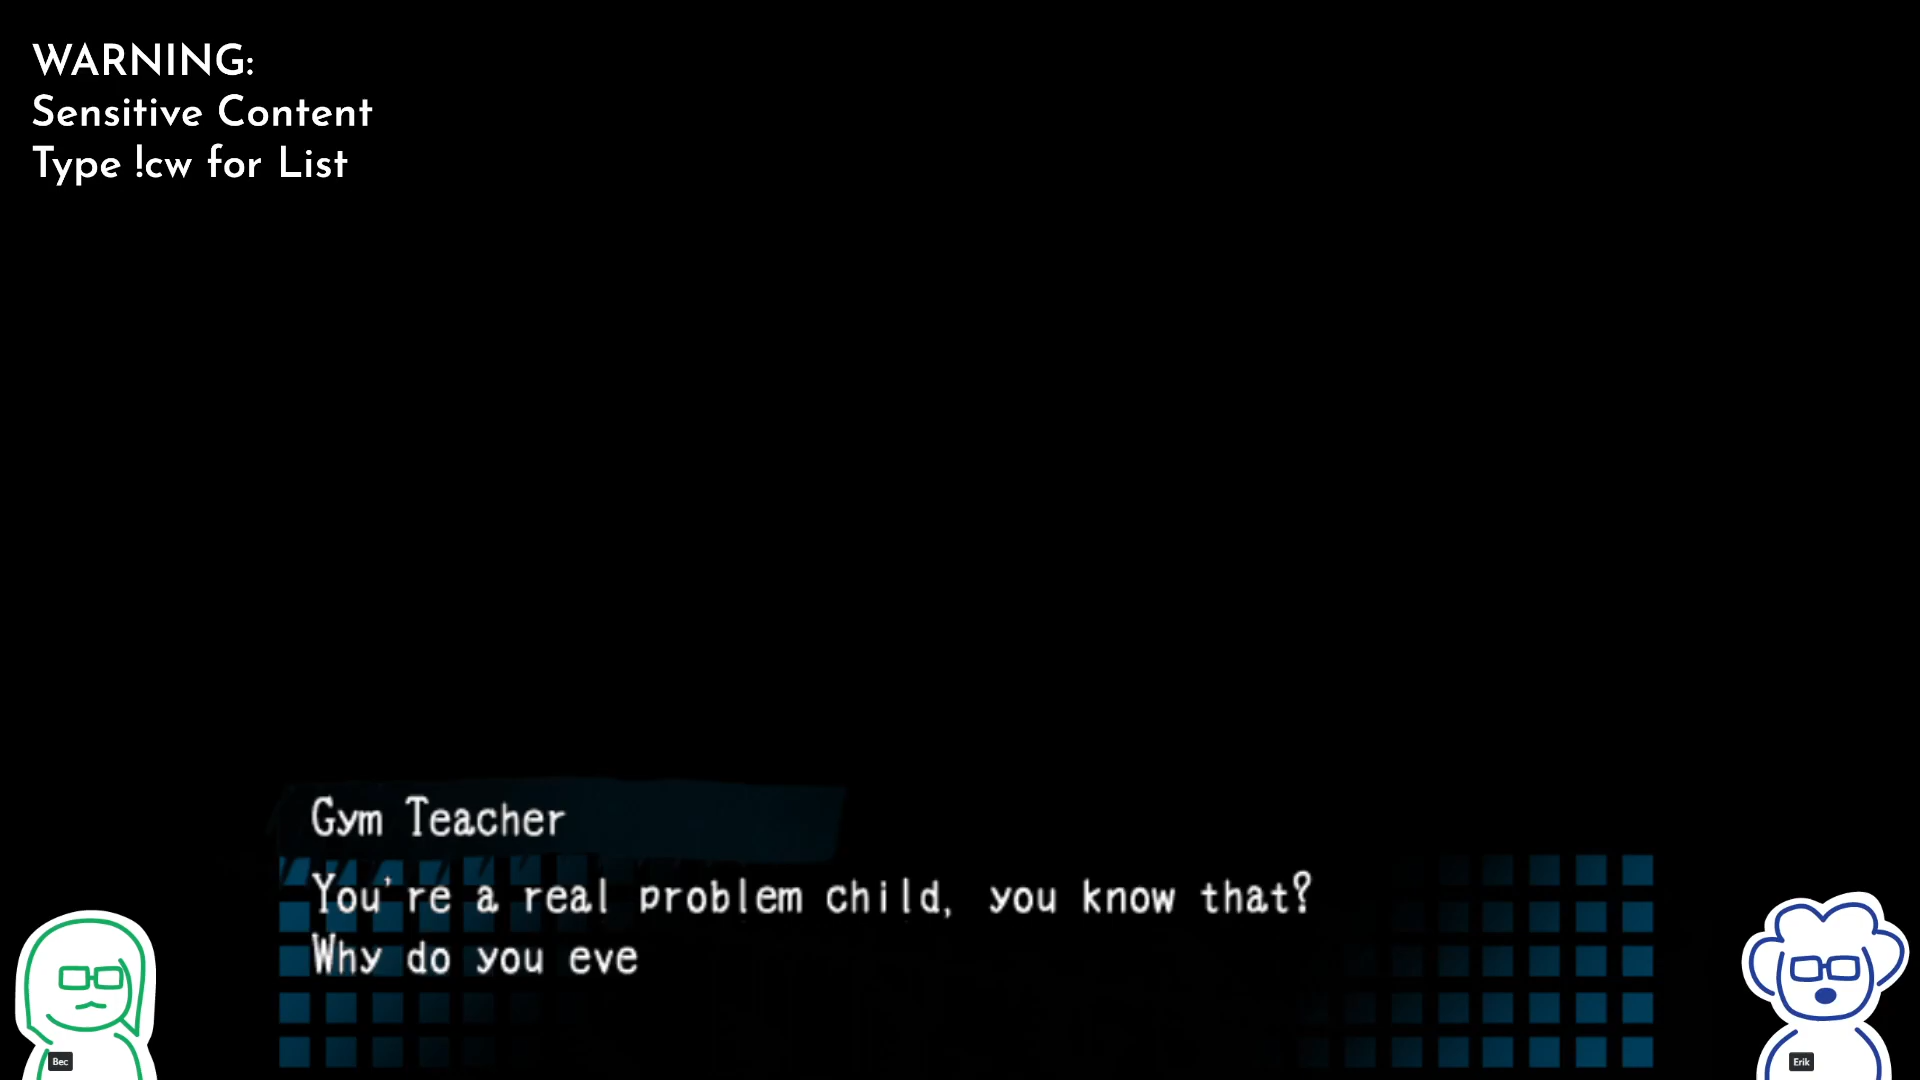 WARNING:
Sensitive Content
Type !cw for List
Gym Teacher
You're a real problem child, you know that?
Why do you eve
Bec
Erik